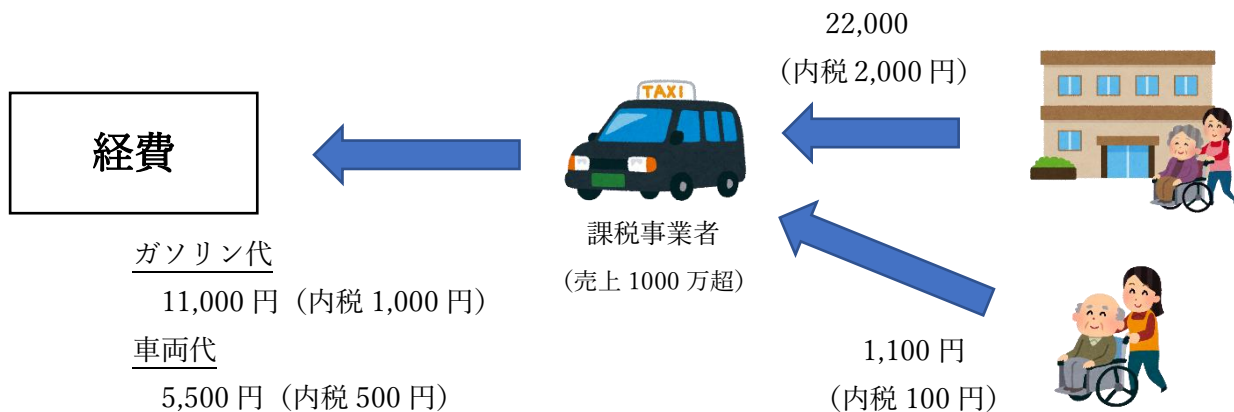 経費
ガソリン代
11,000 円（内税 1,000 円）
車両代
5,500 円（内税 500 円）
TAXI
課税事業者
（売上 1000 万超）
22,000
（内税 2,000 円）
1,100 円
（内税 100 円）